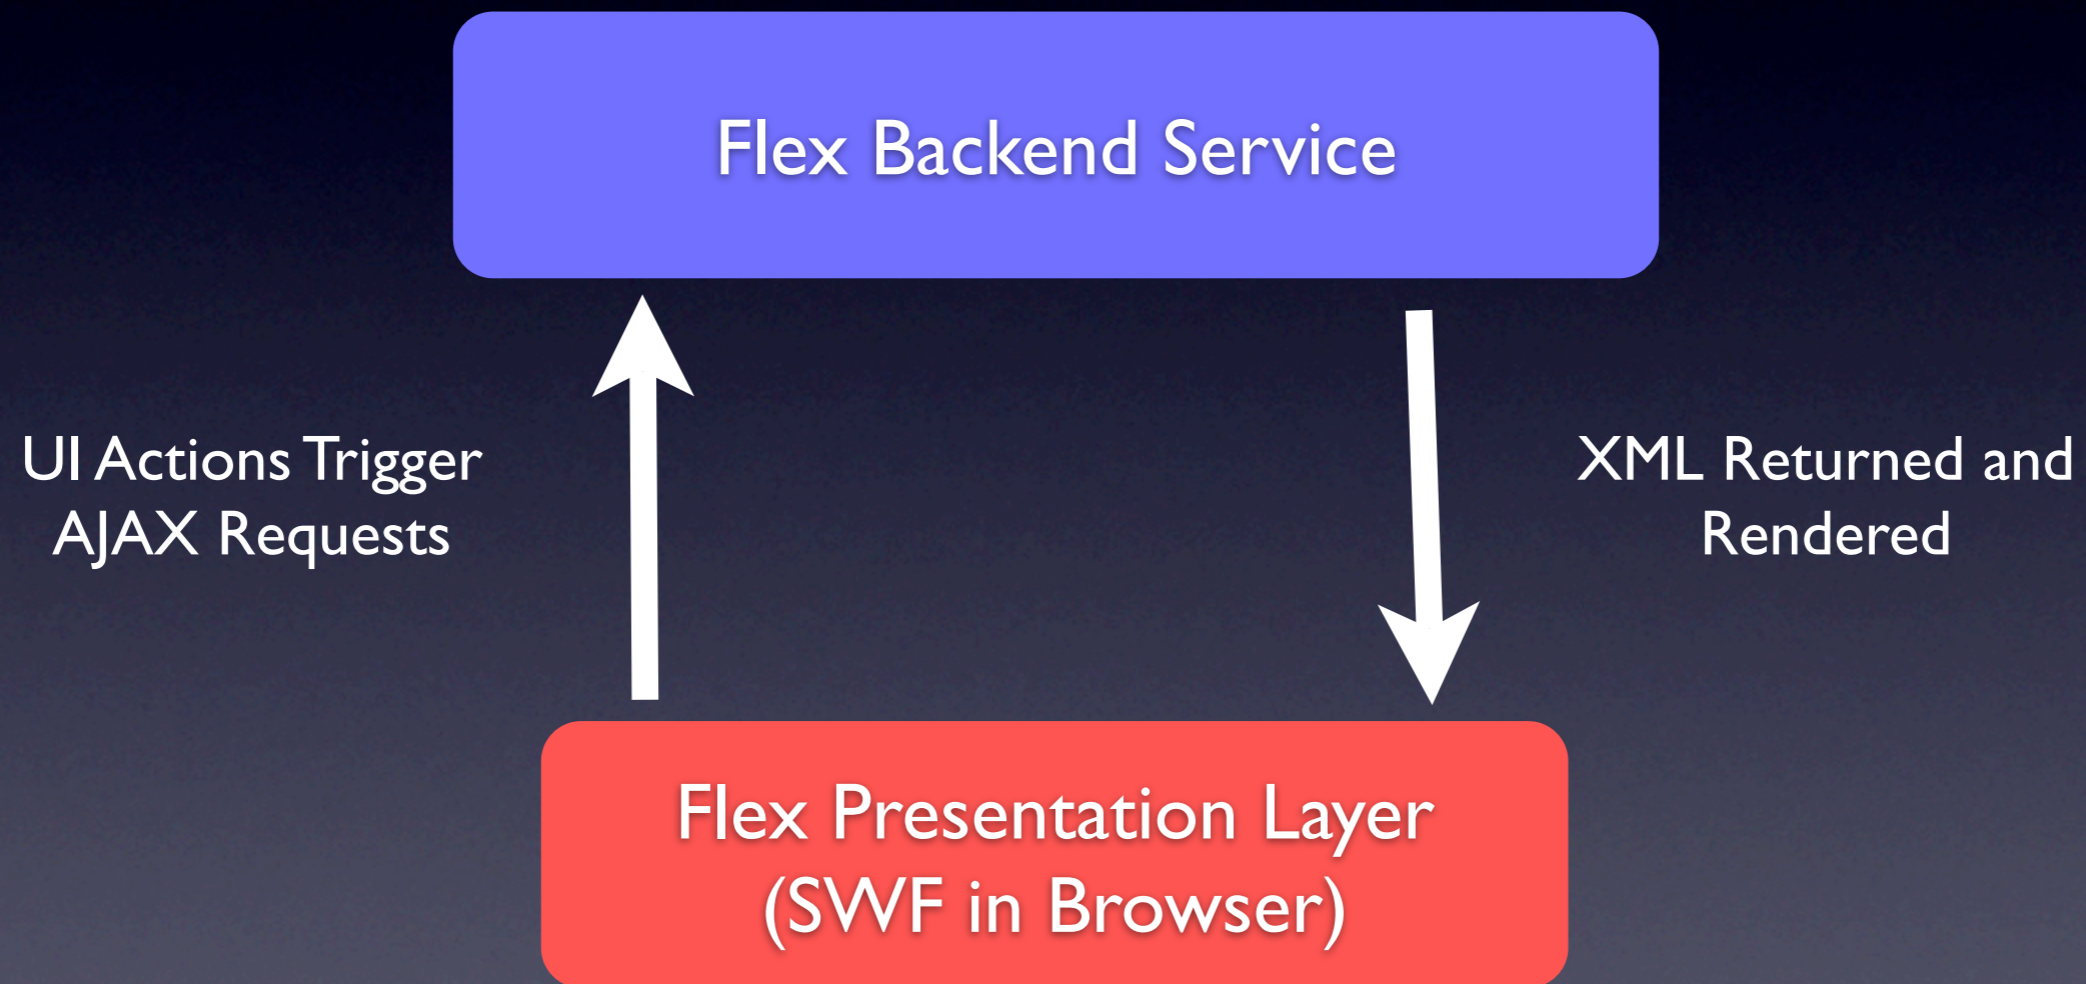 Flex Backend Service
UI Actions Trigger
AJAX Requests
XML Returned and
Rendered
Flex Presentation Layer
(SWF in Browser)